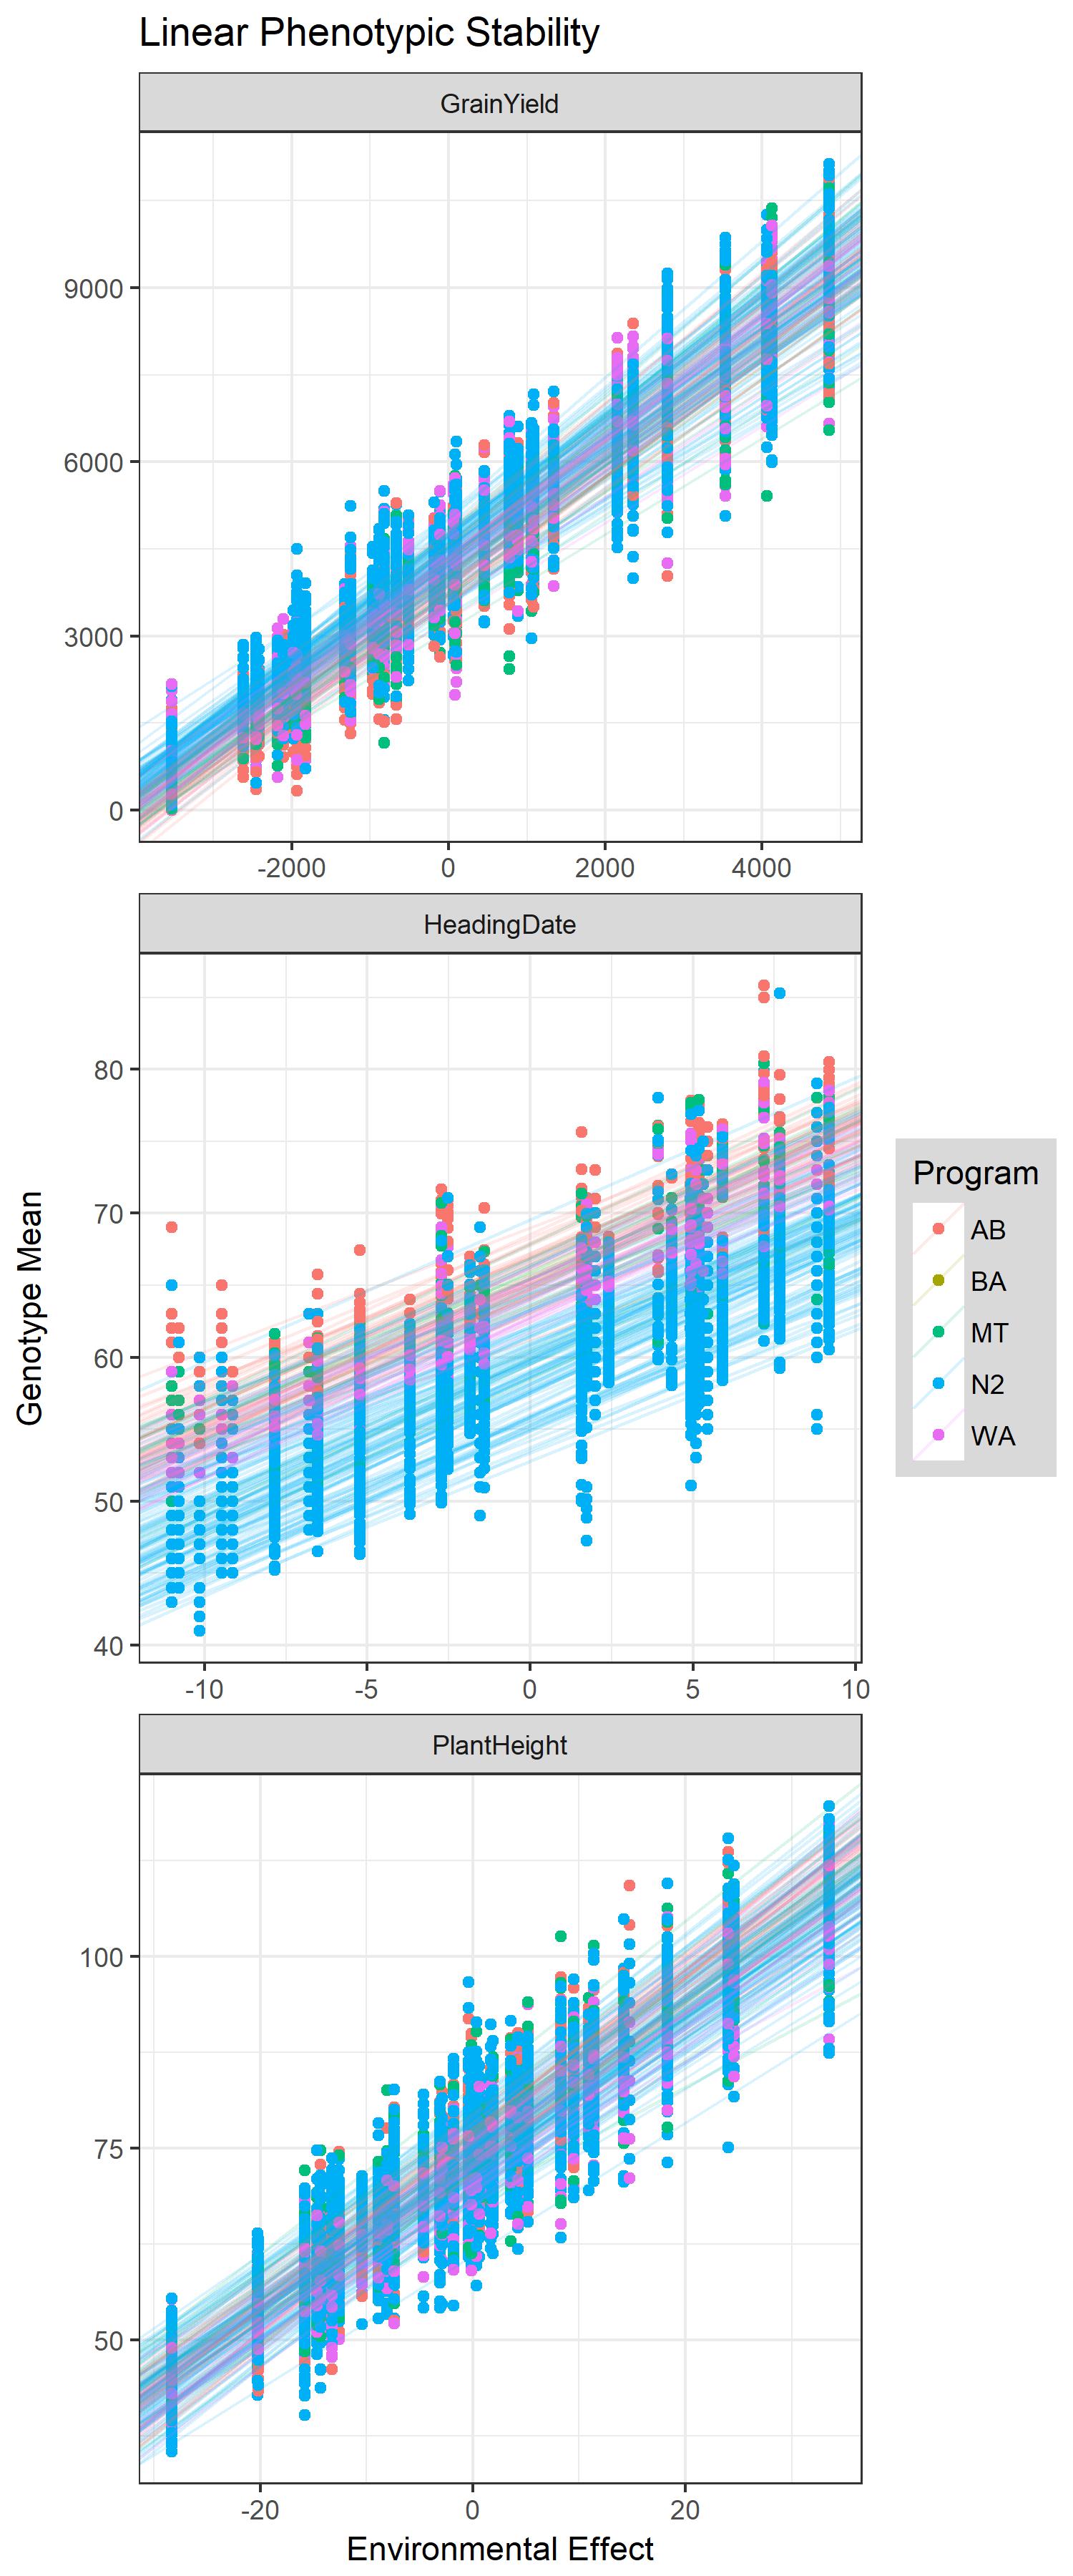 Linear Phenotypic Stability
GrainYield
9000
6000
3000
0
-2000 0 2000 4000
HeadingDate
80
70
60
50
40
-10 -5 0 5 10
PlantHeight
100
75
50
-20 0 20
Environmental Effect
Genotype Mean
Program
AB
BA
MT
N2
WA